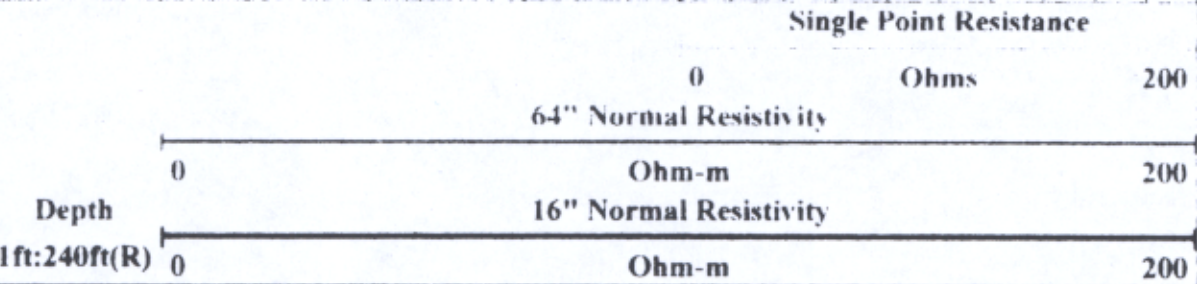 Single Point Resistance
0 Ohms 200
64" Normal Resistivity
0 Ohm-m 200
Depth 16" Normal Resistivity
1ft:240ft(R) 0 Ohm-m 200